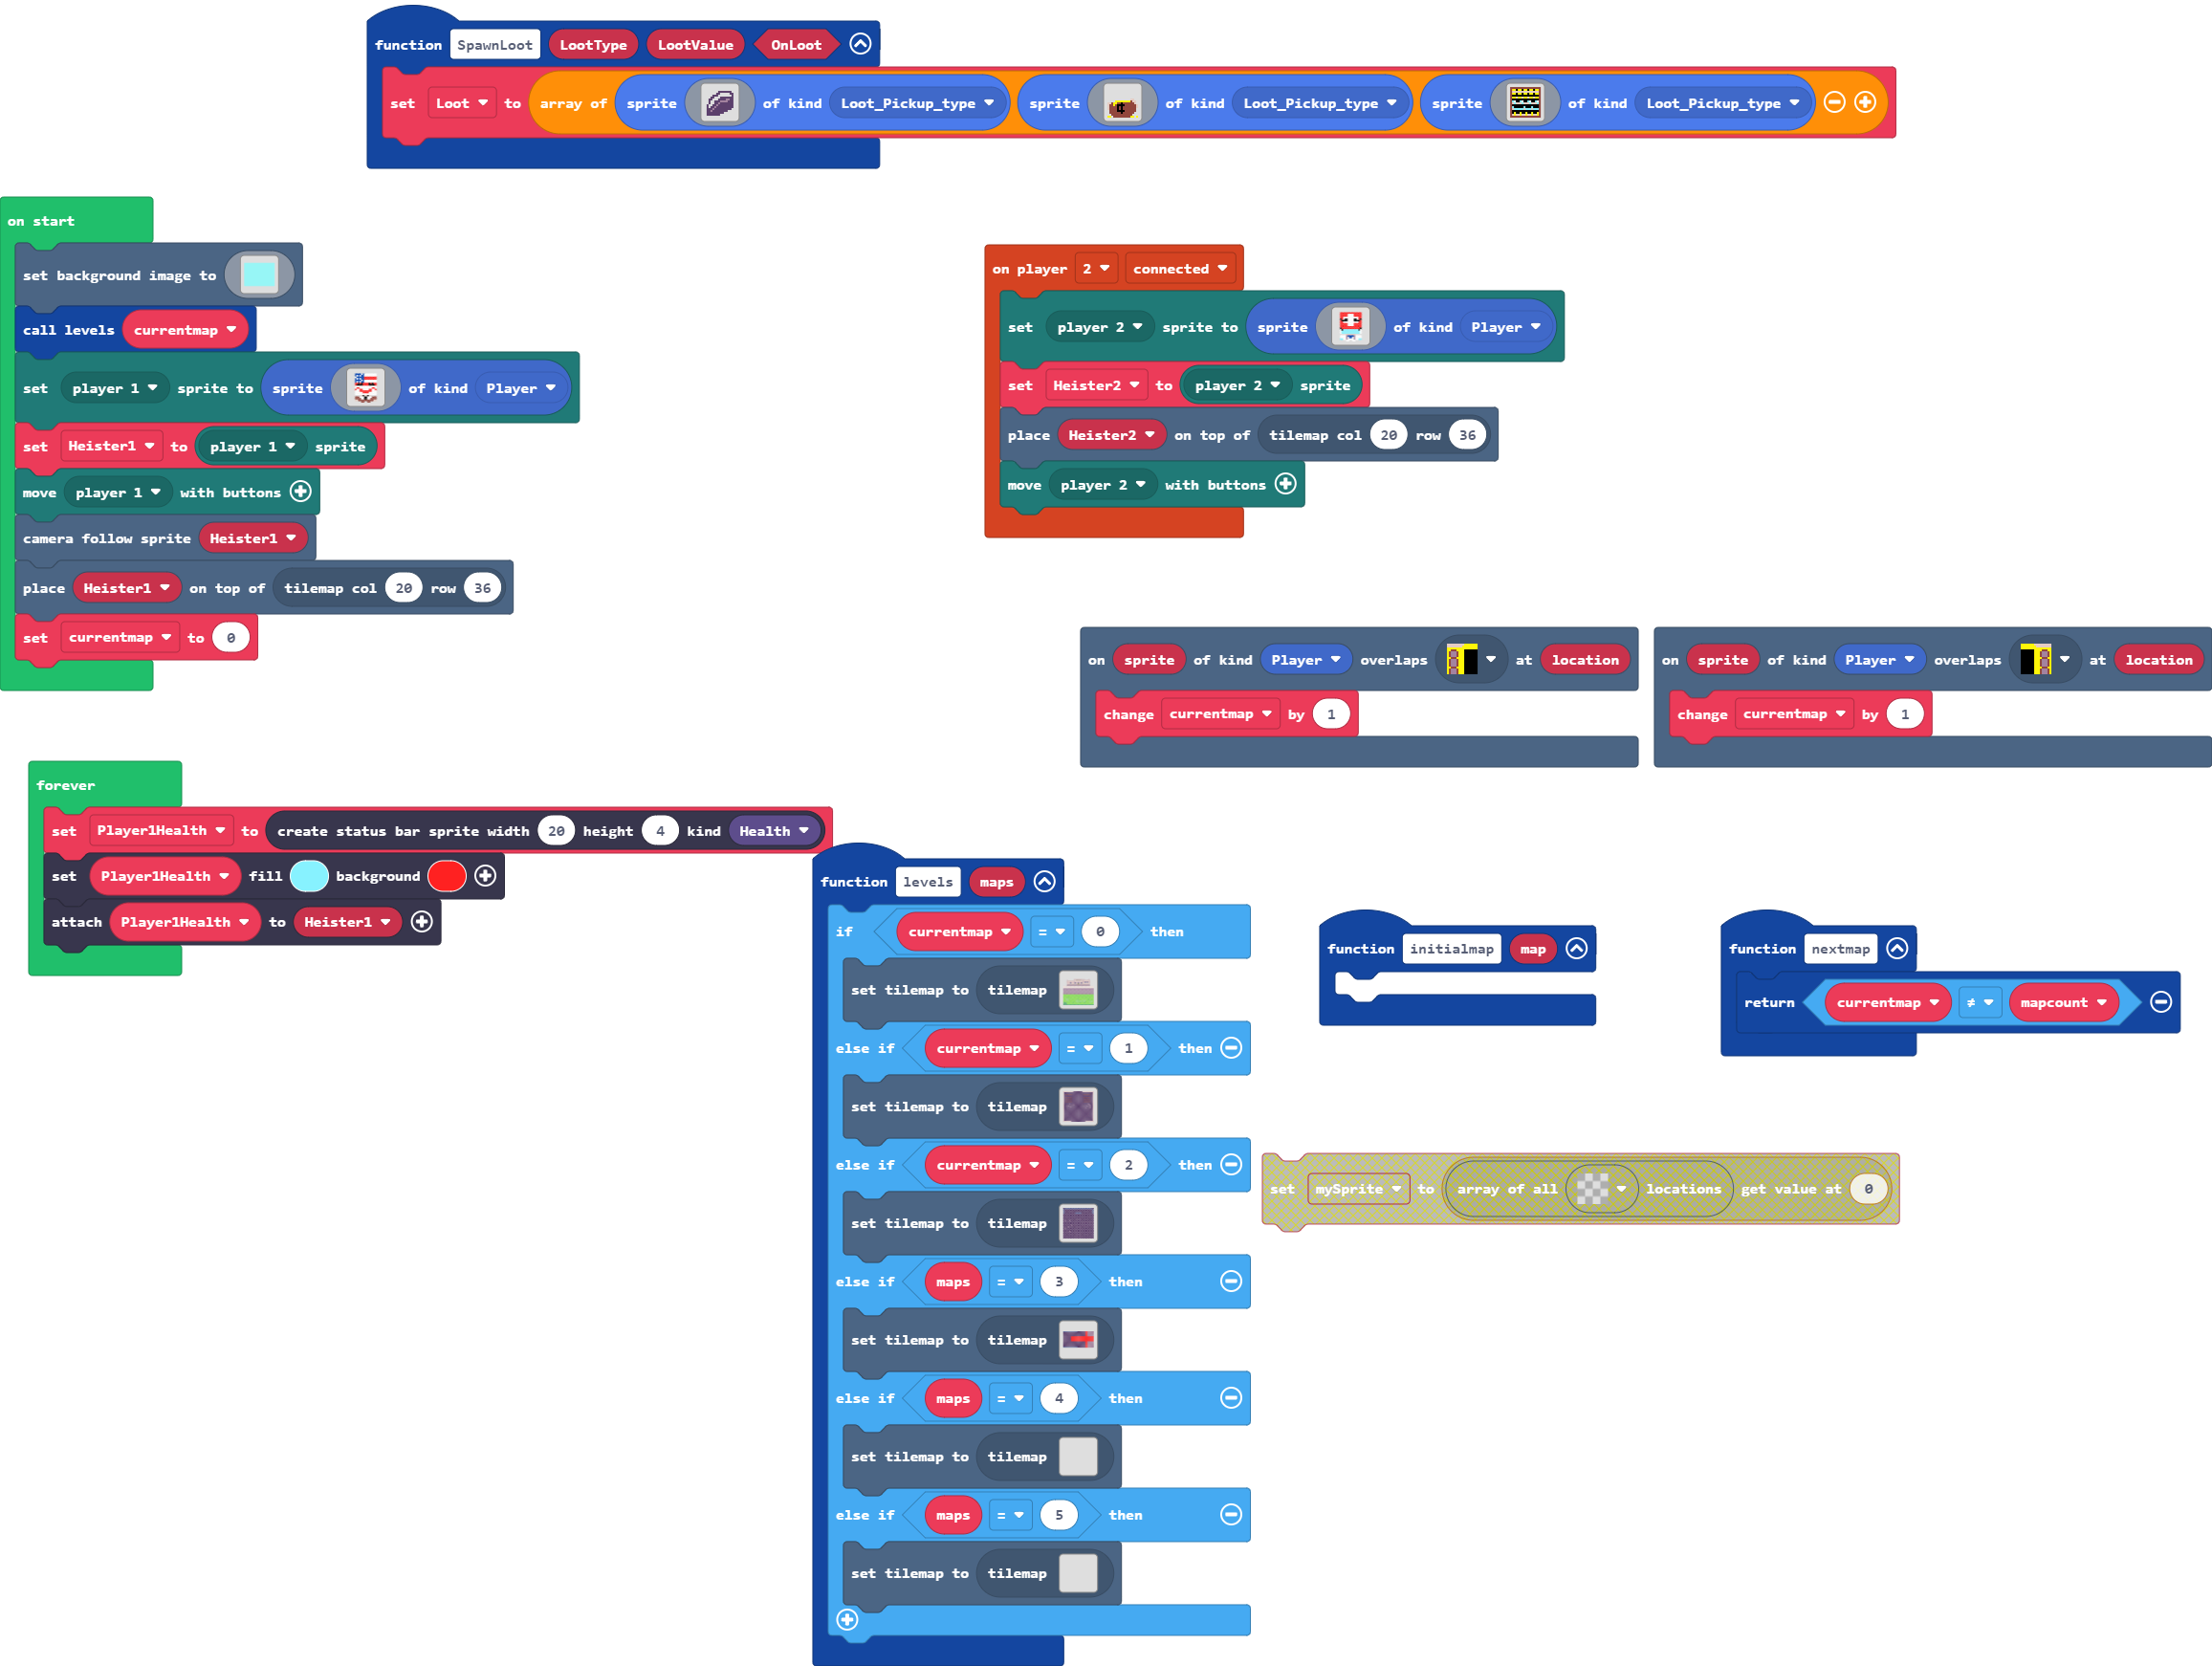 function SpawnLoot LootType LootValue OnLoot
set Loot to array of sprite of kind Loot_Pickup_type sprite of kind Loot_Pickup_type sprite of kind Loot_Pickup_type
on start
set background image to
call levels currentmap
set player 1 sprite to sprite of kind Player
set Heister1 to player 1 sprite
move player 1 with buttons
camera follow sprite Heister1
place Heister1 on top of tilemap col 20 row 36
set currentmap to 0
on player 2 connected
set player 2 sprite to sprite of kind Player
set Heister2 to player 2 sprite
place Heister2 on top of tilemap col 20 row 36
move player 2 with buttons
on sprite of kind Player overlaps at location
change currentmap by 1
on sprite of kind Player overlaps at location
change currentmap by 1
forever
set Player1Health to create status bar sprite width 20 height 4 kind Health
set Player1Health fill background
attach Player1Health to Heister1
function levels maps
if currentmap = 0 then
set tilemap to tilemap
else if currentmap = 1 then
set tilemap to tilemap
else if currentmap = 2 then
set tilemap to tilemap
else if maps = 3 then
set tilemap to tilemap
else if maps = 4 then
set tilemap to tilemap
else if maps = 5 then
set tilemap to tilemap
function initialmap map
function nextmap
return currentmap ≠ mapcount
set mySprite to array of all locations get value at 0